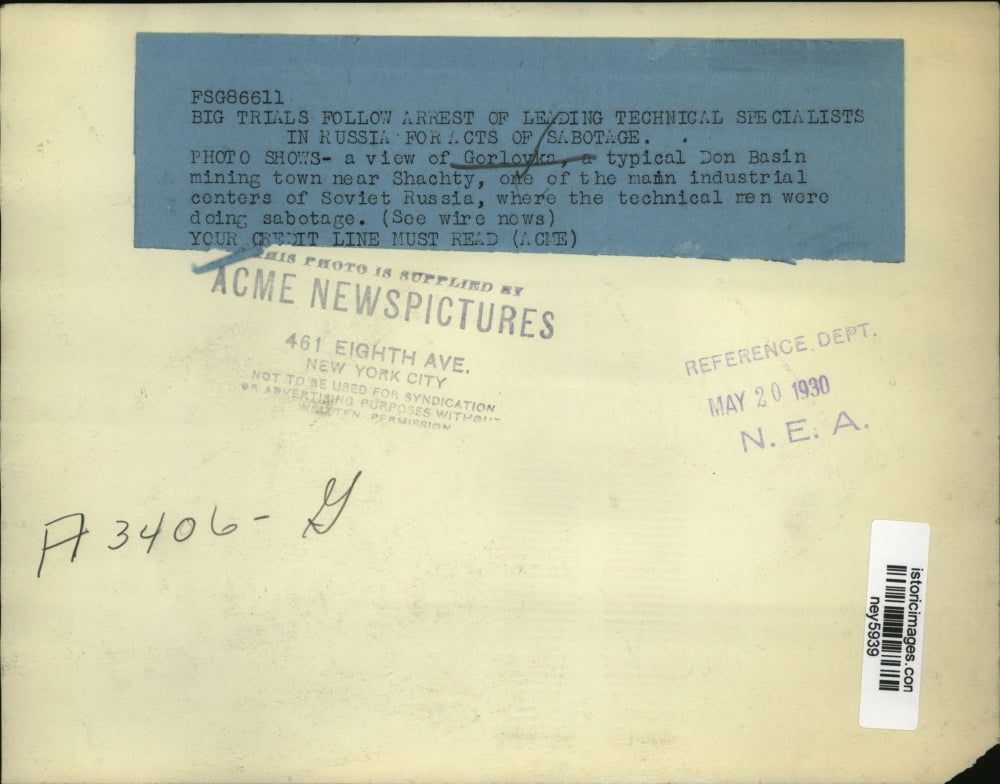 FSG86611
BIG TRIALS FOLLOW ARREST OF LEADING TECHNICAL SPECIALISTS
IN RUSSIA FOR ACTS OF SABOTAGE.
PHOTO SHOWS- a view of Gorlovka, a typical Don Basin
mining town near Shachty, one of the main industrial
centers of Soviet Russia, where the technical men were
doing sabotage. (See wire news)
YOUR CREDIT LINE MUST READ (ACME)
THIS PHOTO IS SUPPLIED BY
ACME NEWSPICTURES
461 EIGHTH AVE.
NEW YORK CITY
NOT TO BE USED FOR SYNDICATION
OR ADVERTISING PURPOSES WITHOUT
WRITTEN PERMISSION
REFERENCE DEPT.
MAY 20 1930
N. E. A.
A 3406- G
istoricimages.con
ney5939